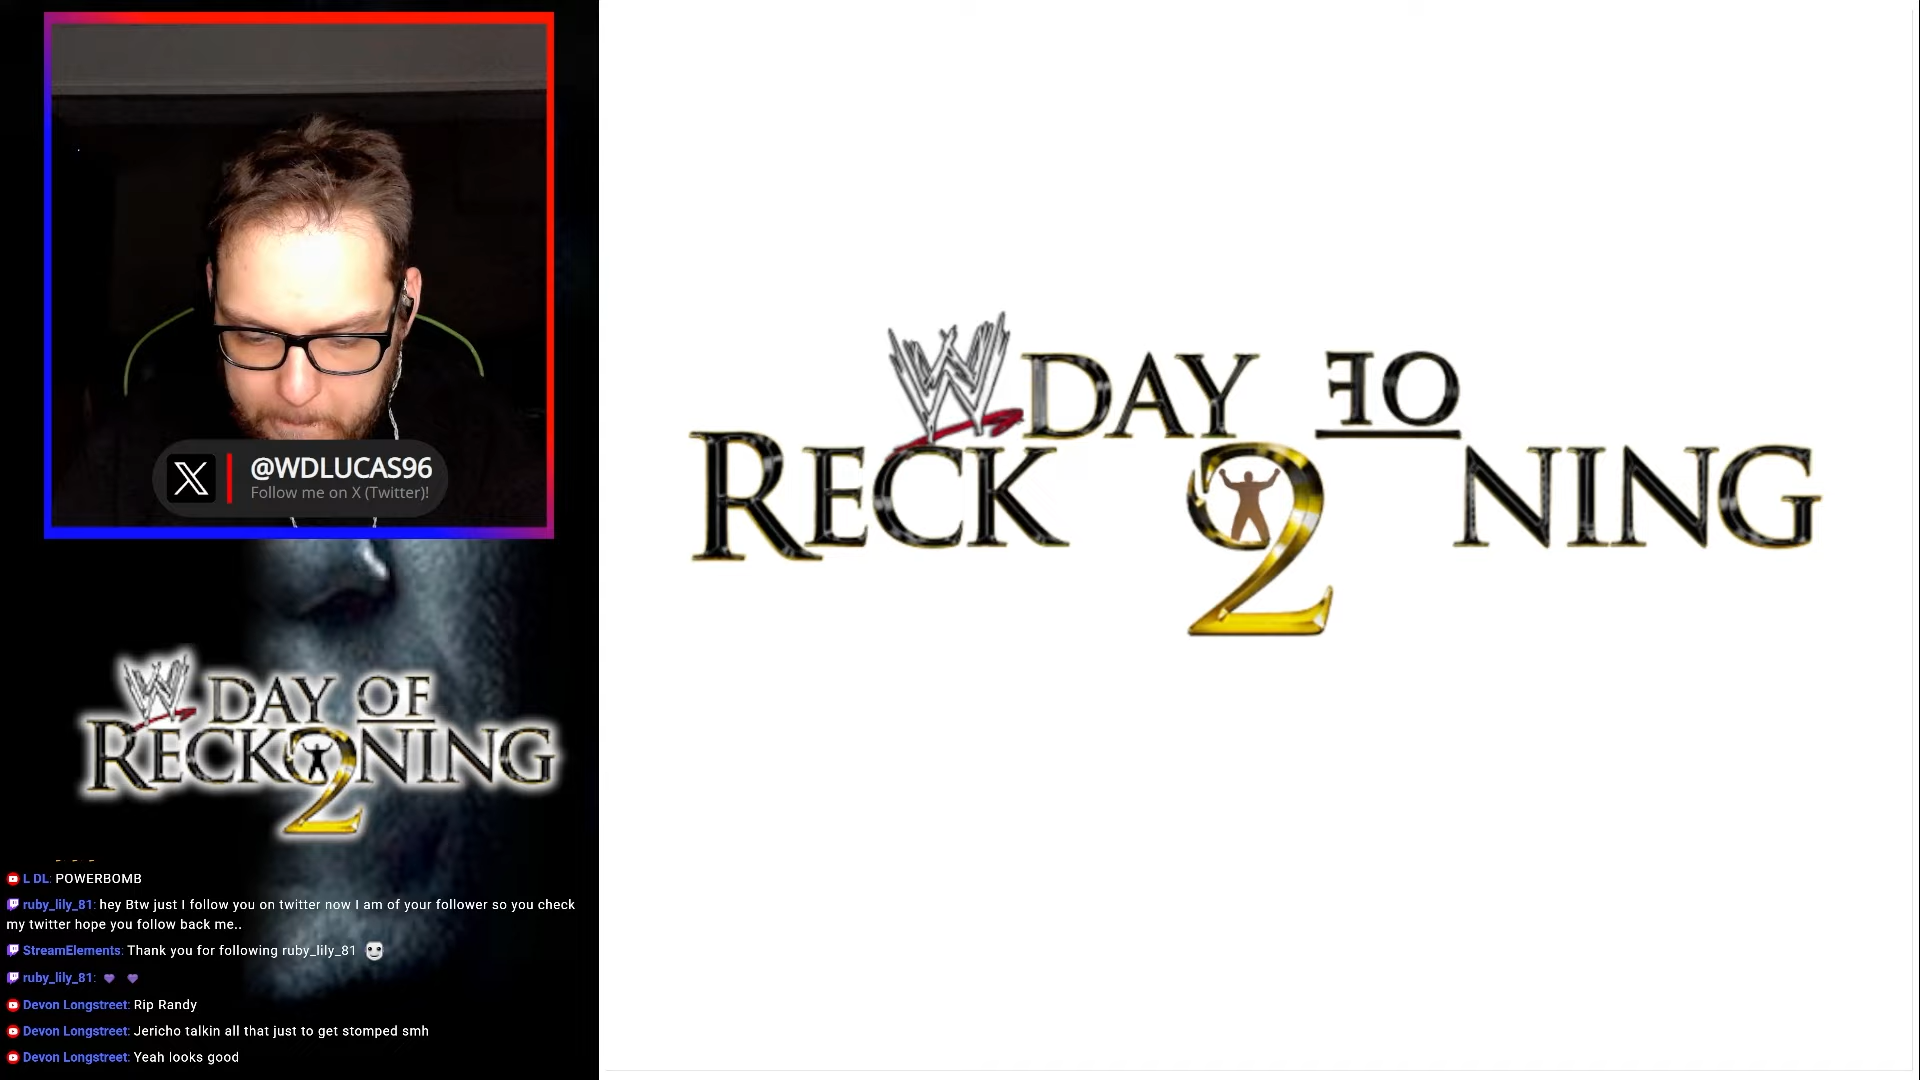 @WDLUCAS96
Follow me on X (Twitter)!
W DAY OF
RECKONING
2
L DL: POWERBOMB
ruby_lily_81: hey Btw just I follow you on twitter now I am of your follower so you check
my twitter hope you follow back me..
StreamElements: Thank you for following ruby_lily_81
ruby_lily_81:
Devon Longstreet: Rip Randy
Devon Longstreet: Jericho talkin all that just to get stomped smh
Devon Longstreet: Yeah looks good
W DAY OF
RECK NING
2